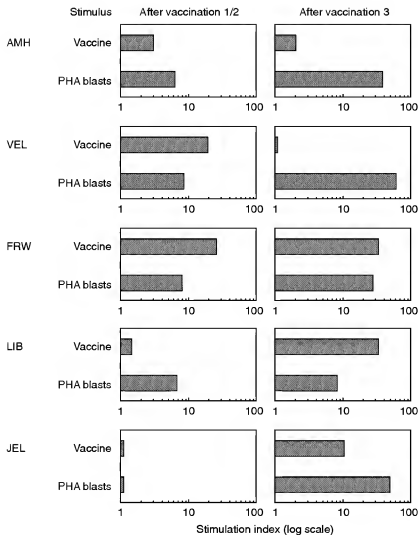 Stimulus After vaccination 1/2 After vaccination 3
AMH Vaccine
PHA blasts
1 10 100 1 10 100
VEL Vaccine
PHA blasts
1 10 100 1 10 100
FRW Vaccine
PHA blasts
1 10 100 1 10 100
LIB Vaccine
PHA blasts
1 10 100 1 10 100
JEL Vaccine
PHA blasts
1 10 100 1 10 100
Stimulation index (log scale)